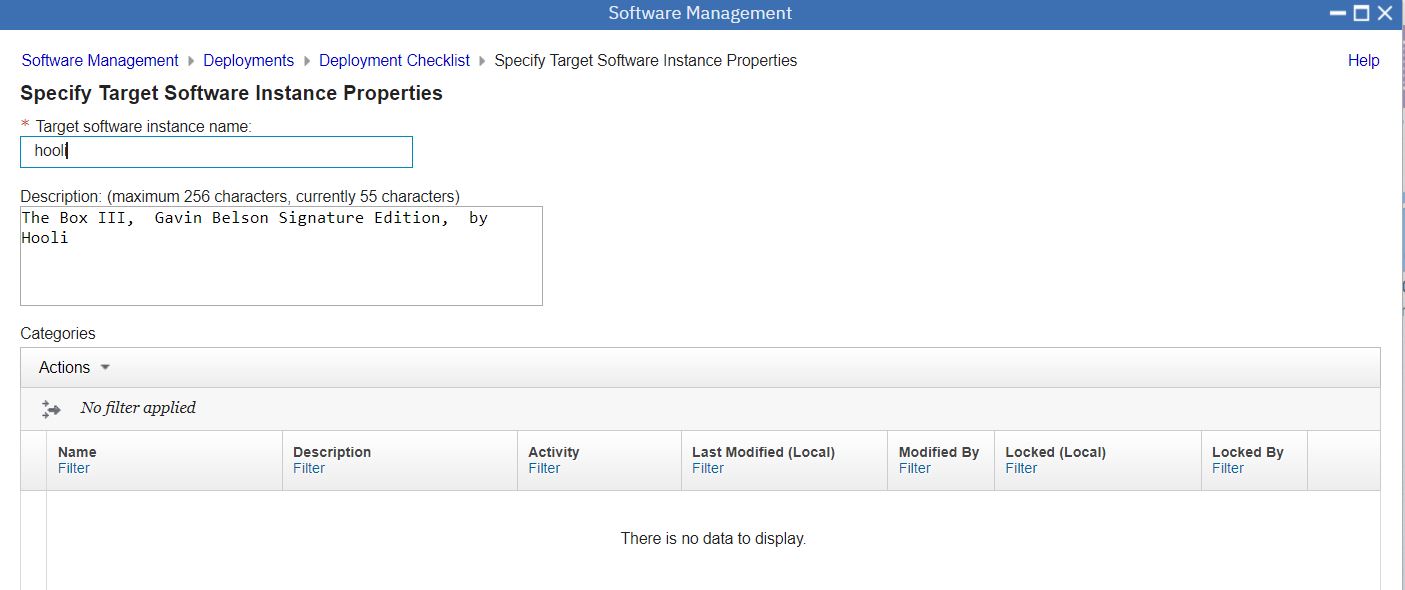 Software Management
Software Management Deployments Deployment Checklist Specify Target Software Instance Properties Help
Specify Target Software Instance Properties
* Target software instance name:
hooli
Description: (maximum 256 characters, currently 55 characters)
The Box III,  Gavin Belson Signature Edition,  by
Hooli
Categories
Actions
No filter applied
Name Description Activity Last Modified (Local) Modified By Locked (Local) Locked By
Filter Filter Filter Filter Filter Filter Filter
There is no data to display.